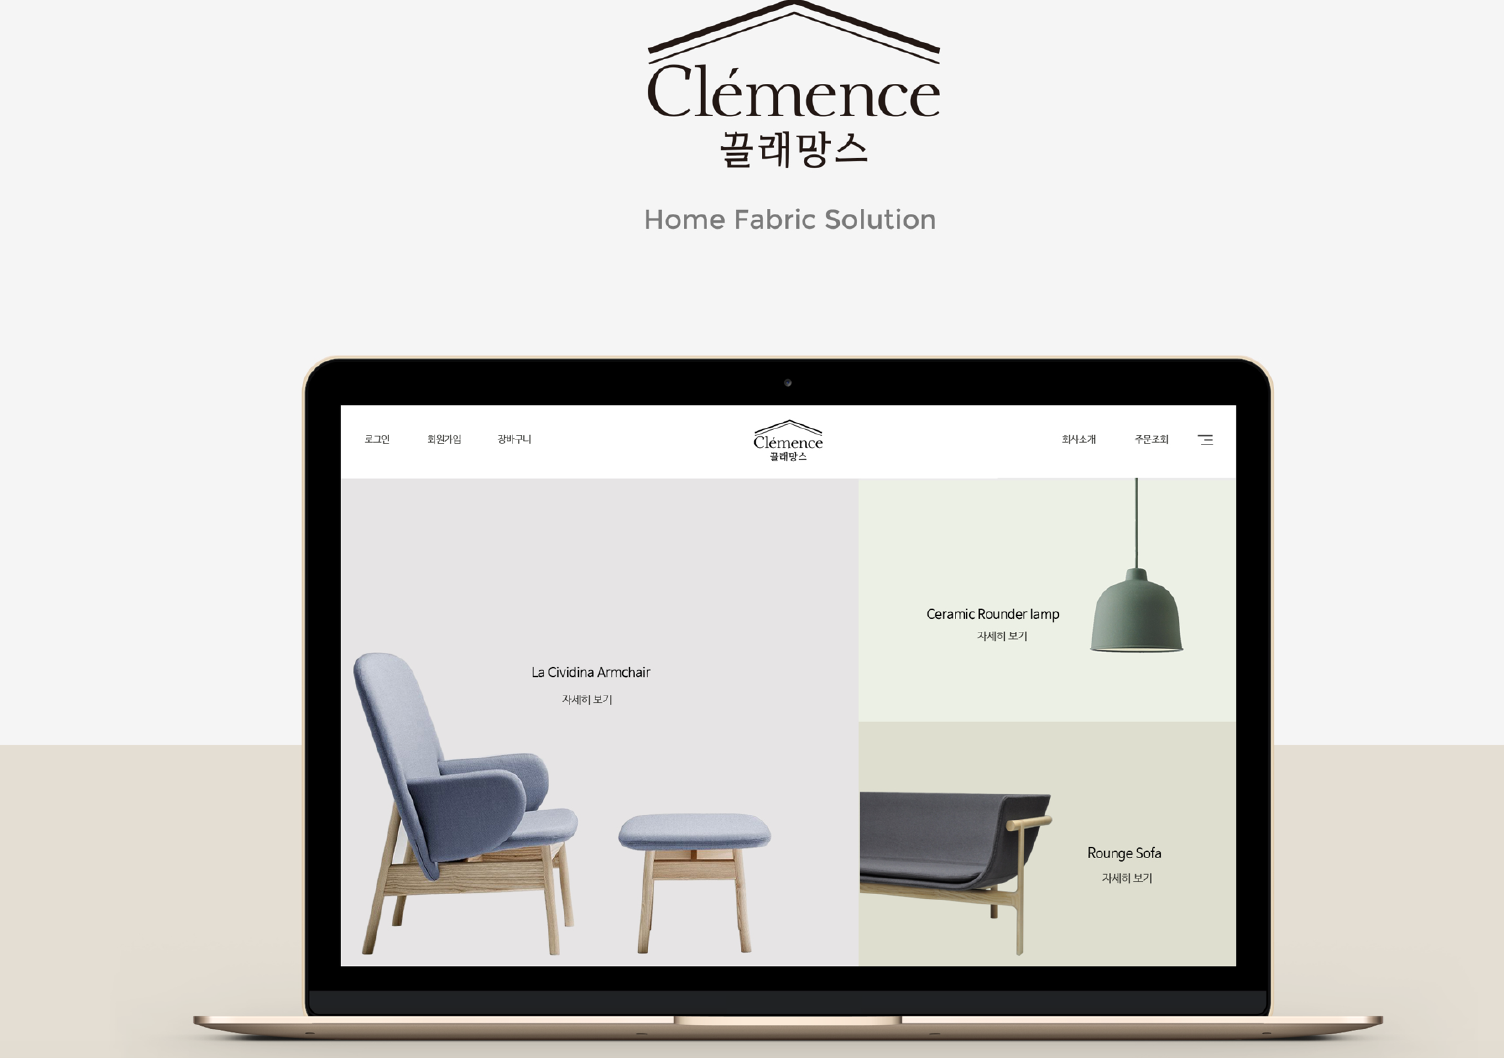 Clémence
끌래망스
Home Fabric Solution
로그인 회원가입 장바구니
Clémence
끌래망스
회사소개 주문조회
Ceramic Rounder lamp
자세히 보기
La Cividina Armchair
자세히 보기
Rounge Sofa
자세히 보기